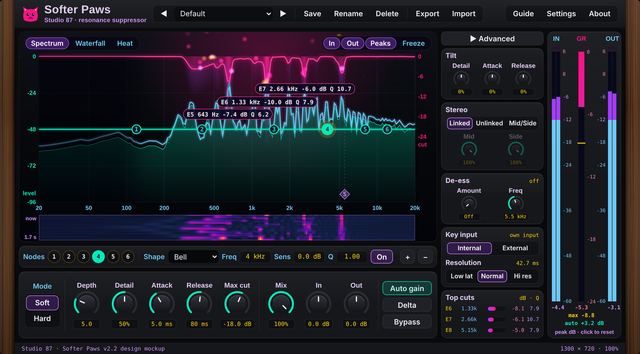 Softer Paws
Studio 87 · resonance suppressor
◀ Default ▶ Save Rename Delete Export Import Guide Settings About
Spectrum Waterfall Heat In Out Peaks Freeze
0 0
-6
-24 -12
-48 -18
-72 -24
cut
level
-96
E7 2.66 kHz -6.0 dB Q 10.7
E6 1.33 kHz -10.0 dB Q 7.9
E5 643 Hz -7.4 dB Q 6.2
1 2 3 4 5 6
S
20 50 100 200 500 1k 2k 5k 10k 20k
now
1.7 s
Nodes 1 2 3 4 5 6 Shape Bell Freq 4 kHz Sens 0.0 dB Q 1.00 On + −
Mode Depth Detail Attack Release Max cut Mix In Out Auto gain
Soft Delta
Hard Bypass
5.0 50% 5.0 ms 80 ms -18.0 dB 100% 0.0 dB 0.0 dB
▶ Advanced
Tilt
Detail Attack Release
0% 0% 0%
Stereo
Linked Unlinked Mid/Side
Mid Side
100% 100%
De-ess off
Amount Freq
Off 5.5 kHz
Key input own input
Internal External
Resolution 42.7 ms
Low lat Normal Hi res
Top cuts dB · Q
E6 1.33k -8.1 7.9
E7 2.66k -6.1 10.7
E8 5.15k -5.0 7.9
IN GR OUT
-4.8 -5.3 -3.1
max -8.8
auto +3.2 dB
peak dB · click to reset
Studio 87 · Softer Paws v2.2 design mockup 1300 × 720 · 100%